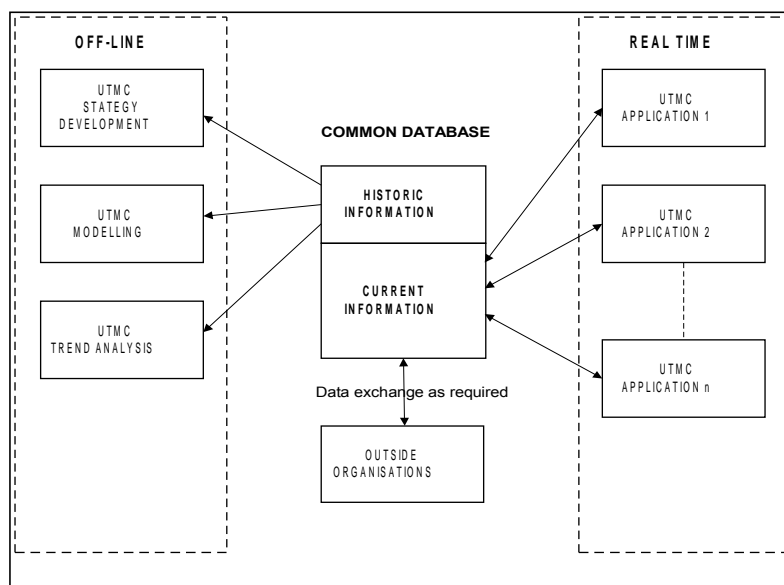 OFF-LINE
UTMC
STATEGY
DEVELOPMENT
UTMC
MODELLING
UTMC
TREND ANALYSIS
COMMON DATABASE
HISTORIC
INFORMATION
CURRENT
INFORMATION
Data exchange as required
OUTSIDE
ORGANISATIONS
REAL TIME
UTMC
APPLICATION 1
UTMC
APPLICATION 2
UTMC
APPLICATION n